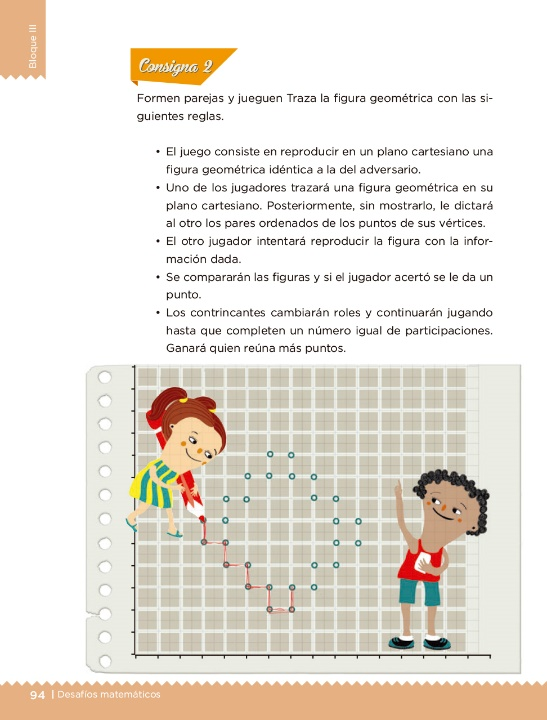 Bloque III
Consigna 2
Formen parejas y jueguen Traza la figura geométrica con las si-
guientes reglas.
• El juego consiste en reproducir en un plano cartesiano una
figura geométrica idéntica a la del adversario.
• Uno de los jugadores trazará una figura geométrica en su
plano cartesiano. Posteriormente, sin mostrarlo, le dictará
al otro los pares ordenados de los puntos de sus vértices.
• El otro jugador intentará reproducir la figura con la infor-
mación dada.
• Se compararán las figuras y si el jugador acertó se le da un
punto.
• Los contrincantes cambiarán roles y continuarán jugando
hasta que completen un número igual de participaciones.
Ganará quien reúna más puntos.
94 | Desafíos matemáticos